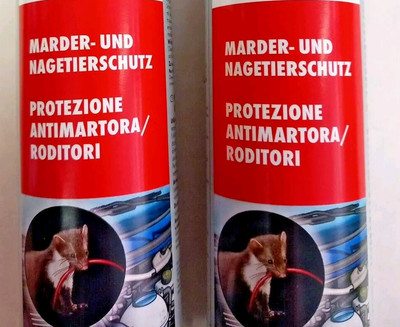 MARDER- UND
NAGETIERSCHUTZ
PROTEZIONE
ANTIMARTORA/
RODITORI
MARDER- UND
NAGETIERSCHUTZ
PROTEZIONE
ANTIMARTORA/
RODITORI